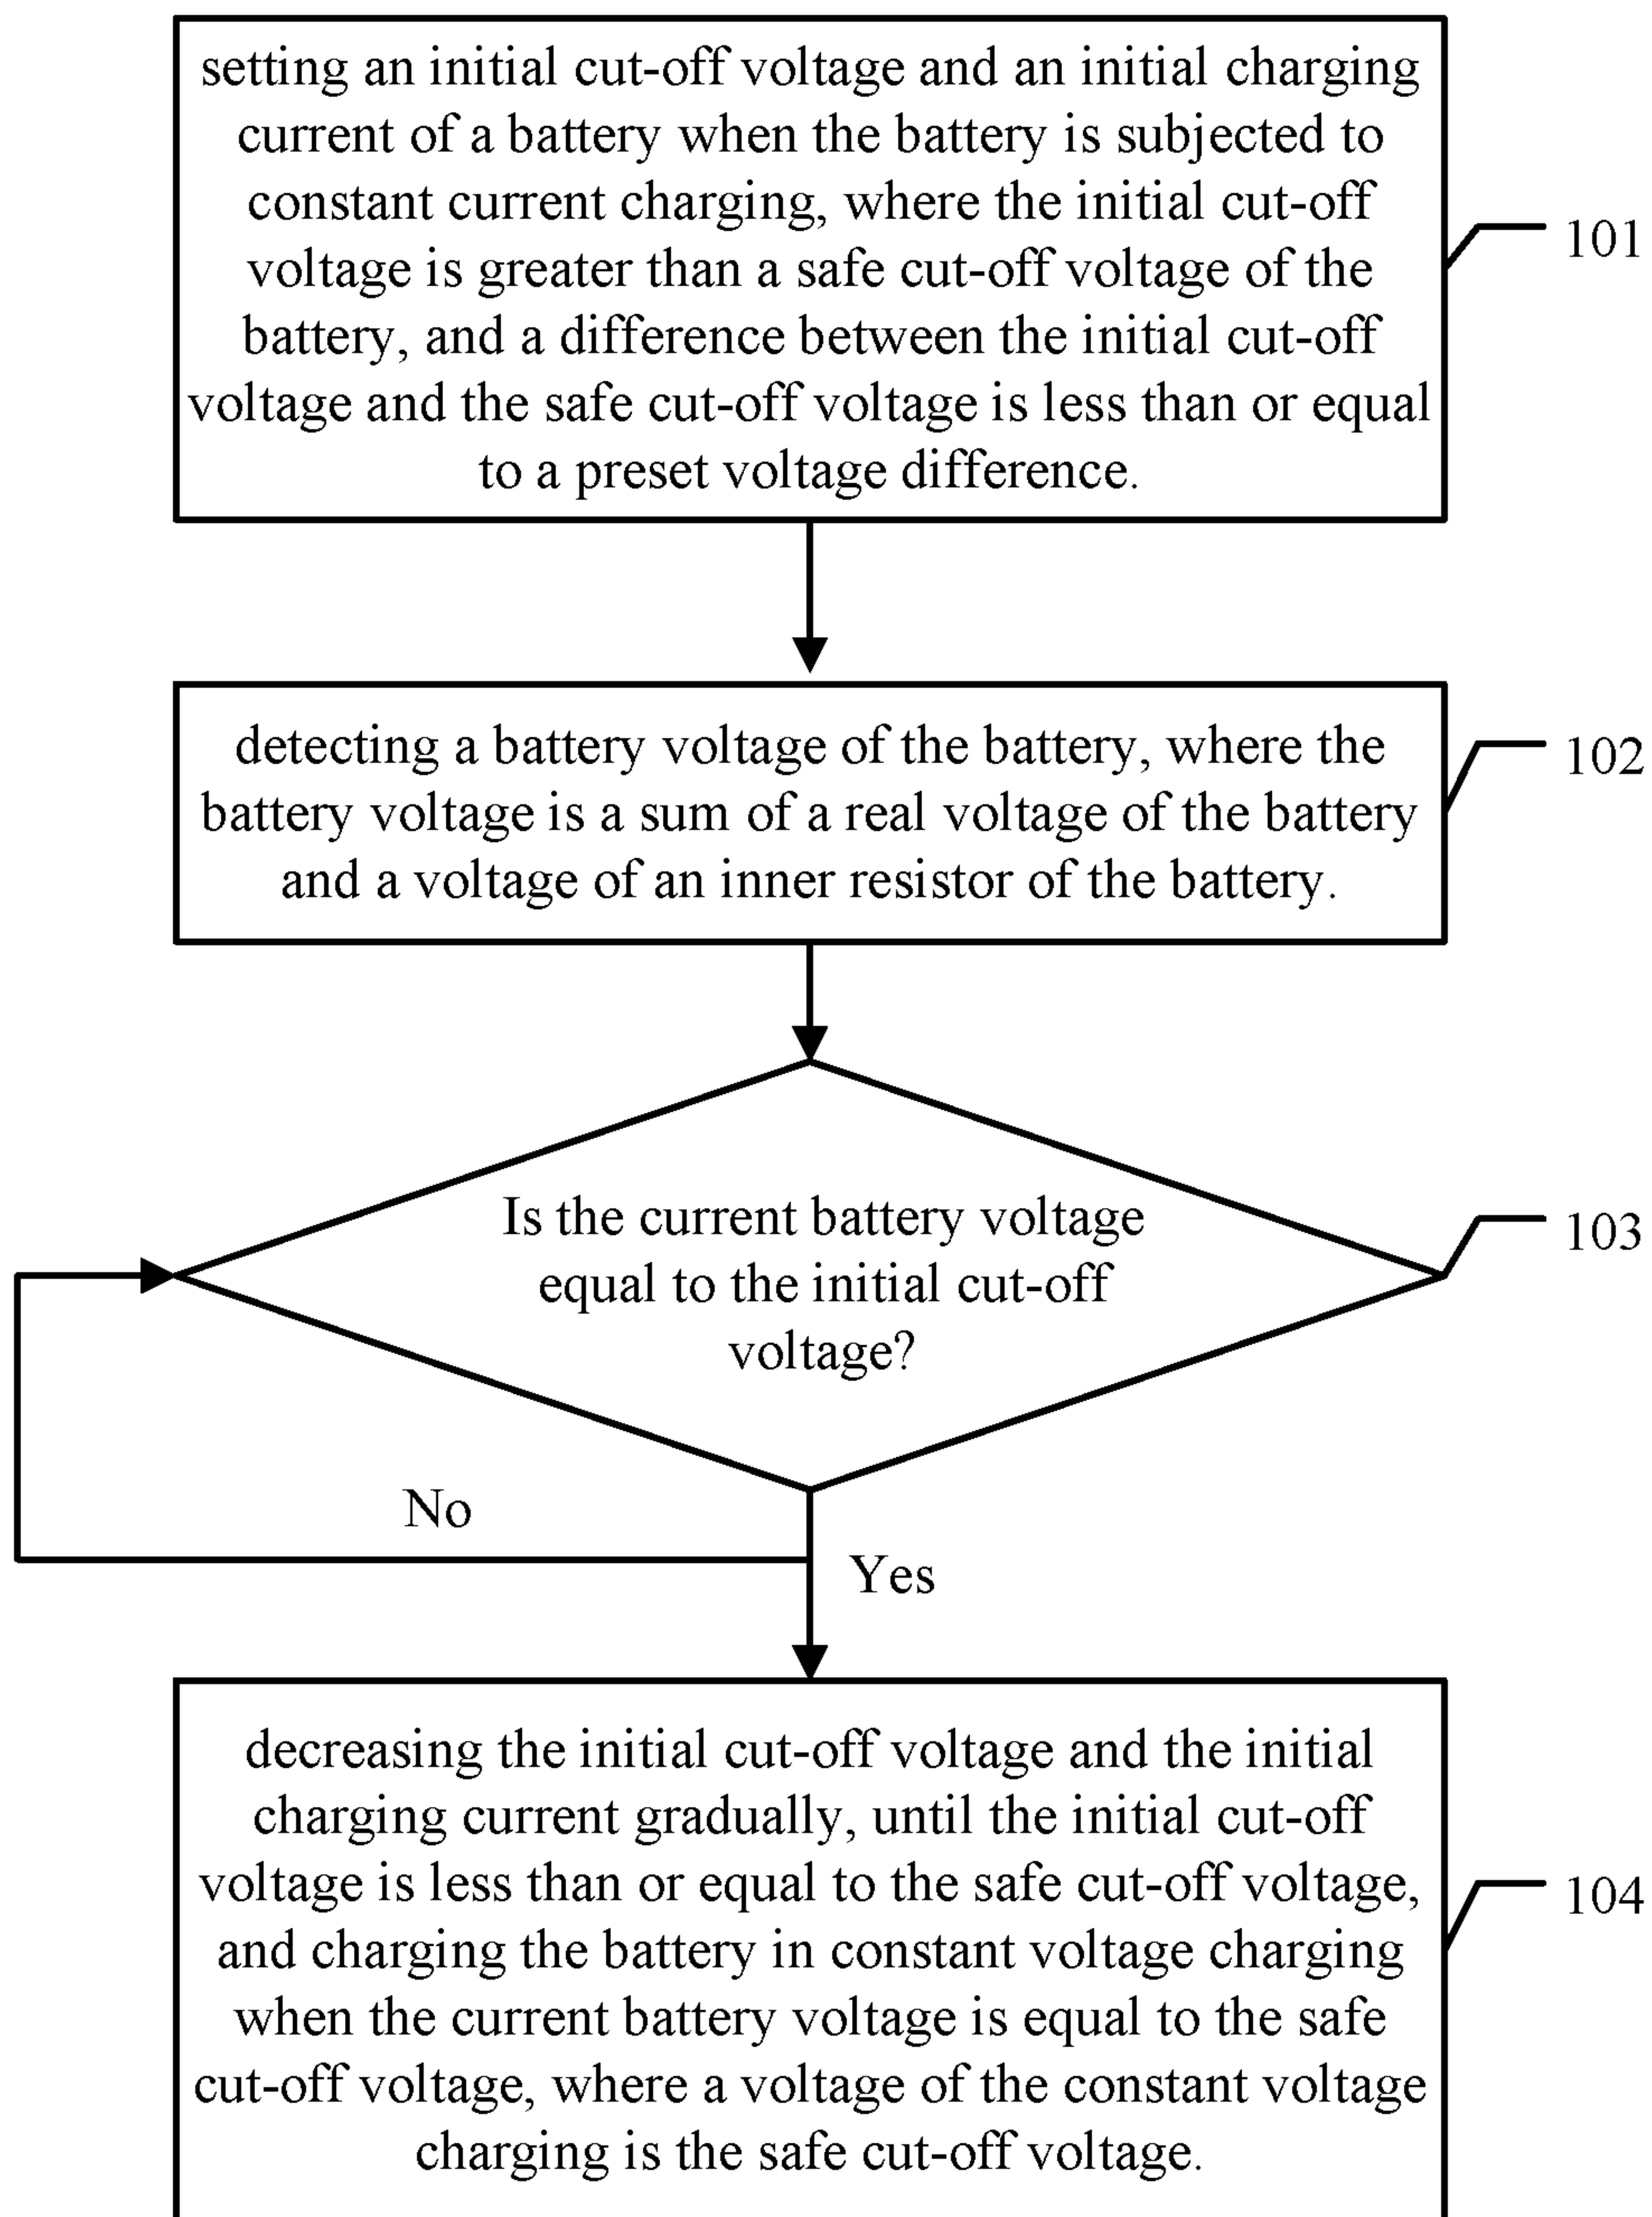 setting an initial cut-off voltage and an initial charging
current of a battery when the battery is subjected to
constant current charging, where the initial cut-off
voltage is greater than a safe cut-off voltage of the
battery, and a difference between the initial cut-off
voltage and the safe cut-off voltage is less than or equal
to a preset voltage difference.
101
detecting a battery voltage of the battery, where the
battery voltage is a sum of a real voltage of the battery
and a voltage of an inner resistor of the battery.
102
Is the current battery voltage
equal to the initial cut-off
voltage?
103
No
Yes
decreasing the initial cut-off voltage and the initial
charging current gradually, until the initial cut-off
voltage is less than or equal to the safe cut-off voltage,
and charging the battery in constant voltage charging
when the current battery voltage is equal to the safe
cut-off voltage, where a voltage of the constant voltage
charging is the safe cut-off voltage.
104